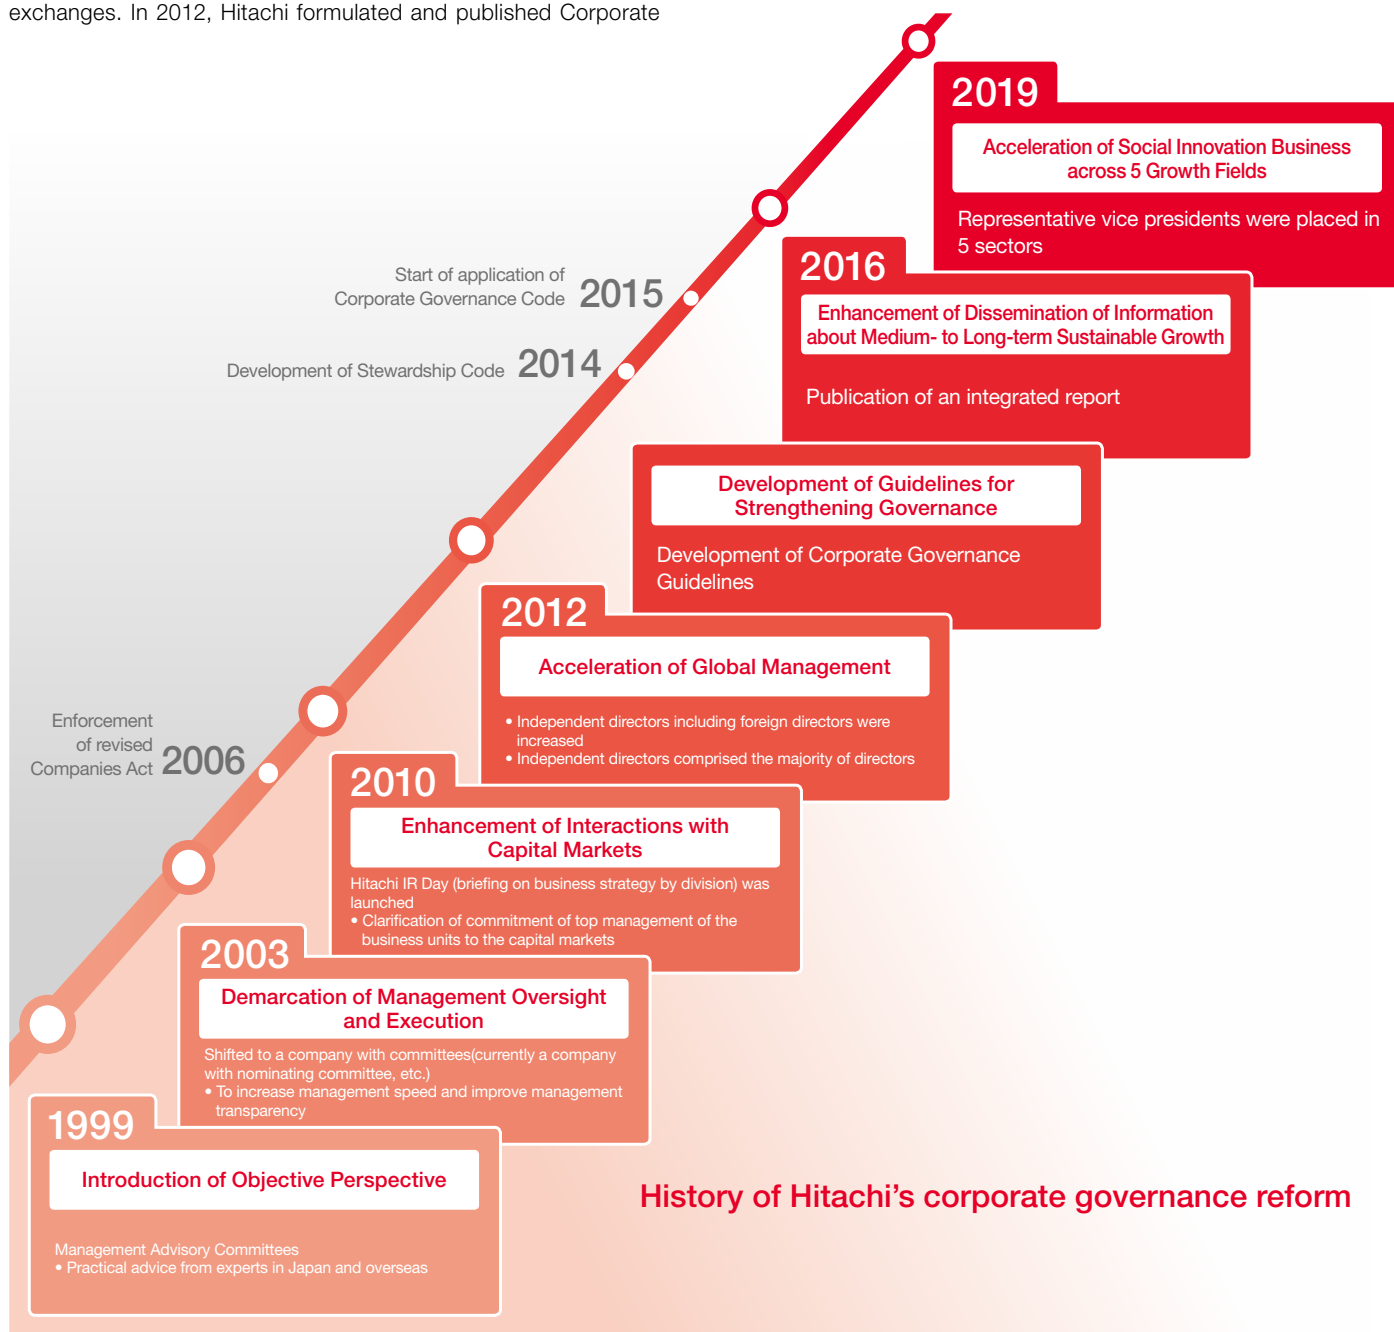 exchanges. In 2012, Hitachi formulated and published Corporate
2019
Acceleration of Social Innovation Business
across 5 Growth Fields
Representative vice presidents were placed in
5 sectors
2016
Enhancement of Dissemination of Information
about Medium- to Long-term Sustainable Growth
Publication of an integrated report
Start of application of
Corporate Governance Code 2015
Development of Stewardship Code 2014
Development of Guidelines for
Strengthening Governance
Development of Corporate Governance
Guidelines
2012
Acceleration of Global Management
• Independent directors including foreign directors were
increased
• Independent directors comprised the majority of directors
Enforcement
of revised
Companies Act 2006
2010
Enhancement of Interactions with
Capital Markets
Hitachi IR Day (briefing on business strategy by division) was
launched
• Clarification of commitment of top management of the
business units to the capital markets
2003
Demarcation of Management Oversight
and Execution
Shifted to a company with committees(currently a company
with nominating committee, etc.)
• To increase management speed and improve management
transparency
1999
Introduction of Objective Perspective
Management Advisory Committees
• Practical advice from experts in Japan and overseas
History of Hitachi's corporate governance reform